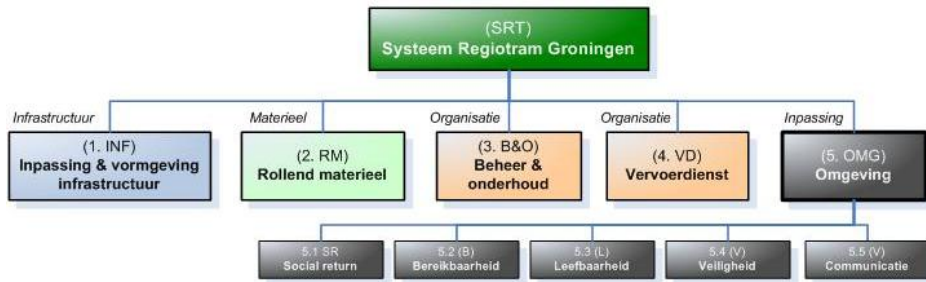 (SRT)
Systeem Regiotram Groningen
Infrastructuur
Materieel
Organisatie
Organisatie
Inpassing
(1. INF)
Inpassing & vormgeving
infrastructuur
(2. RM)
Rollend materieel
(3. B&O)
Beheer &
onderhoud
(4. VD)
Vervoerdienst
(5. OMG)
Omgeving
5.1 SR
Social return
5.2 (B)
Bereikbaarheid
5.3 (L)
Leefbaarheid
5.4 (V)
Veiligheid
5.5 (V)
Communicatie